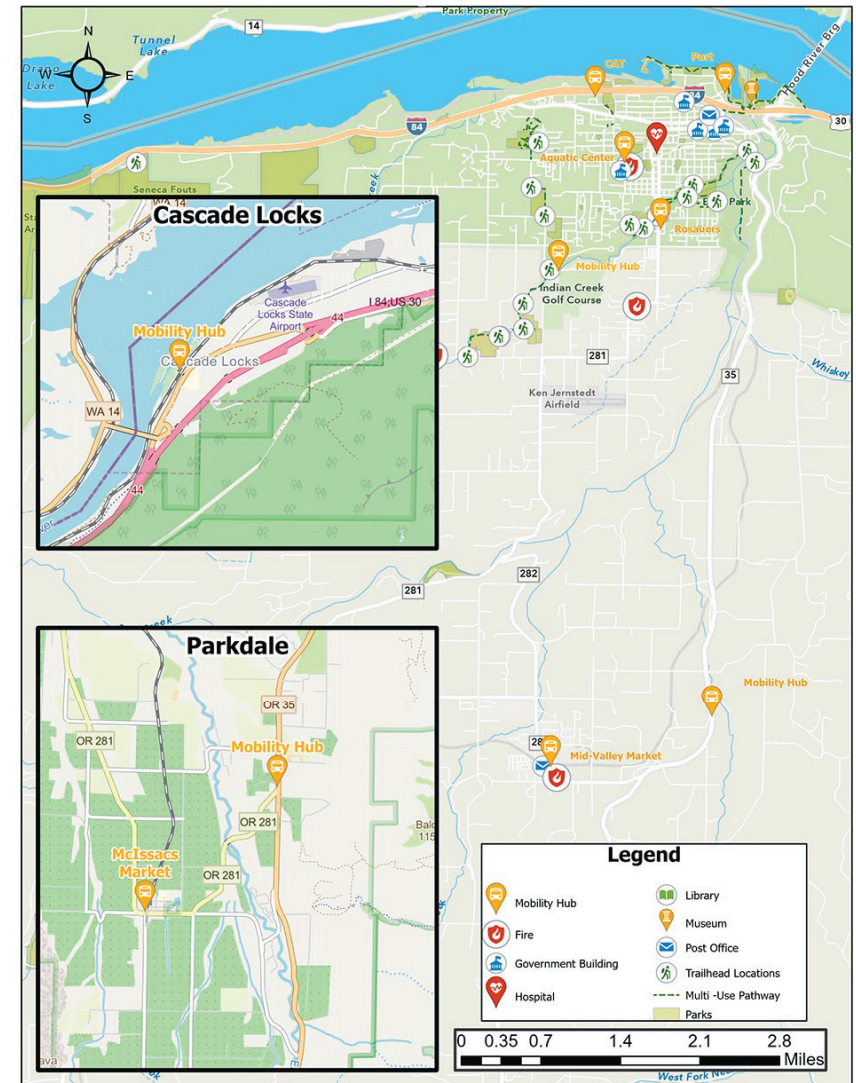 Park Property
14
Tunnel
Lake
Drano
Lake
N
W
E
S
CAT
Port
Hood River Brg
84
30
84
Aquatic Center
Creek
Seneca Fouts
WA 14
Rosauers
Mobility Hub
Indian Creek
Golf Course
281
Ken Jernstedt
Airfield
35
Whiskey
Cascade Locks
Cascade
Locks State
Airport
I 84;US 30
44
Mobility Hub
Cascade Locks
WA 14
44
282
281
Parkdale
OR 35
Mobility Hub
OR 281
OR 281
McIssacs
Market
OR 281
Mobility Hub
Mid-Valley Market
Legend
Mobility Hub
Fire
Government Building
Hospital
Library
Museum
Post Office
Trailhead Locations
Multi -Use Pathway
Parks
0 0.35 0.7 1.4 2.1 2.8
Miles